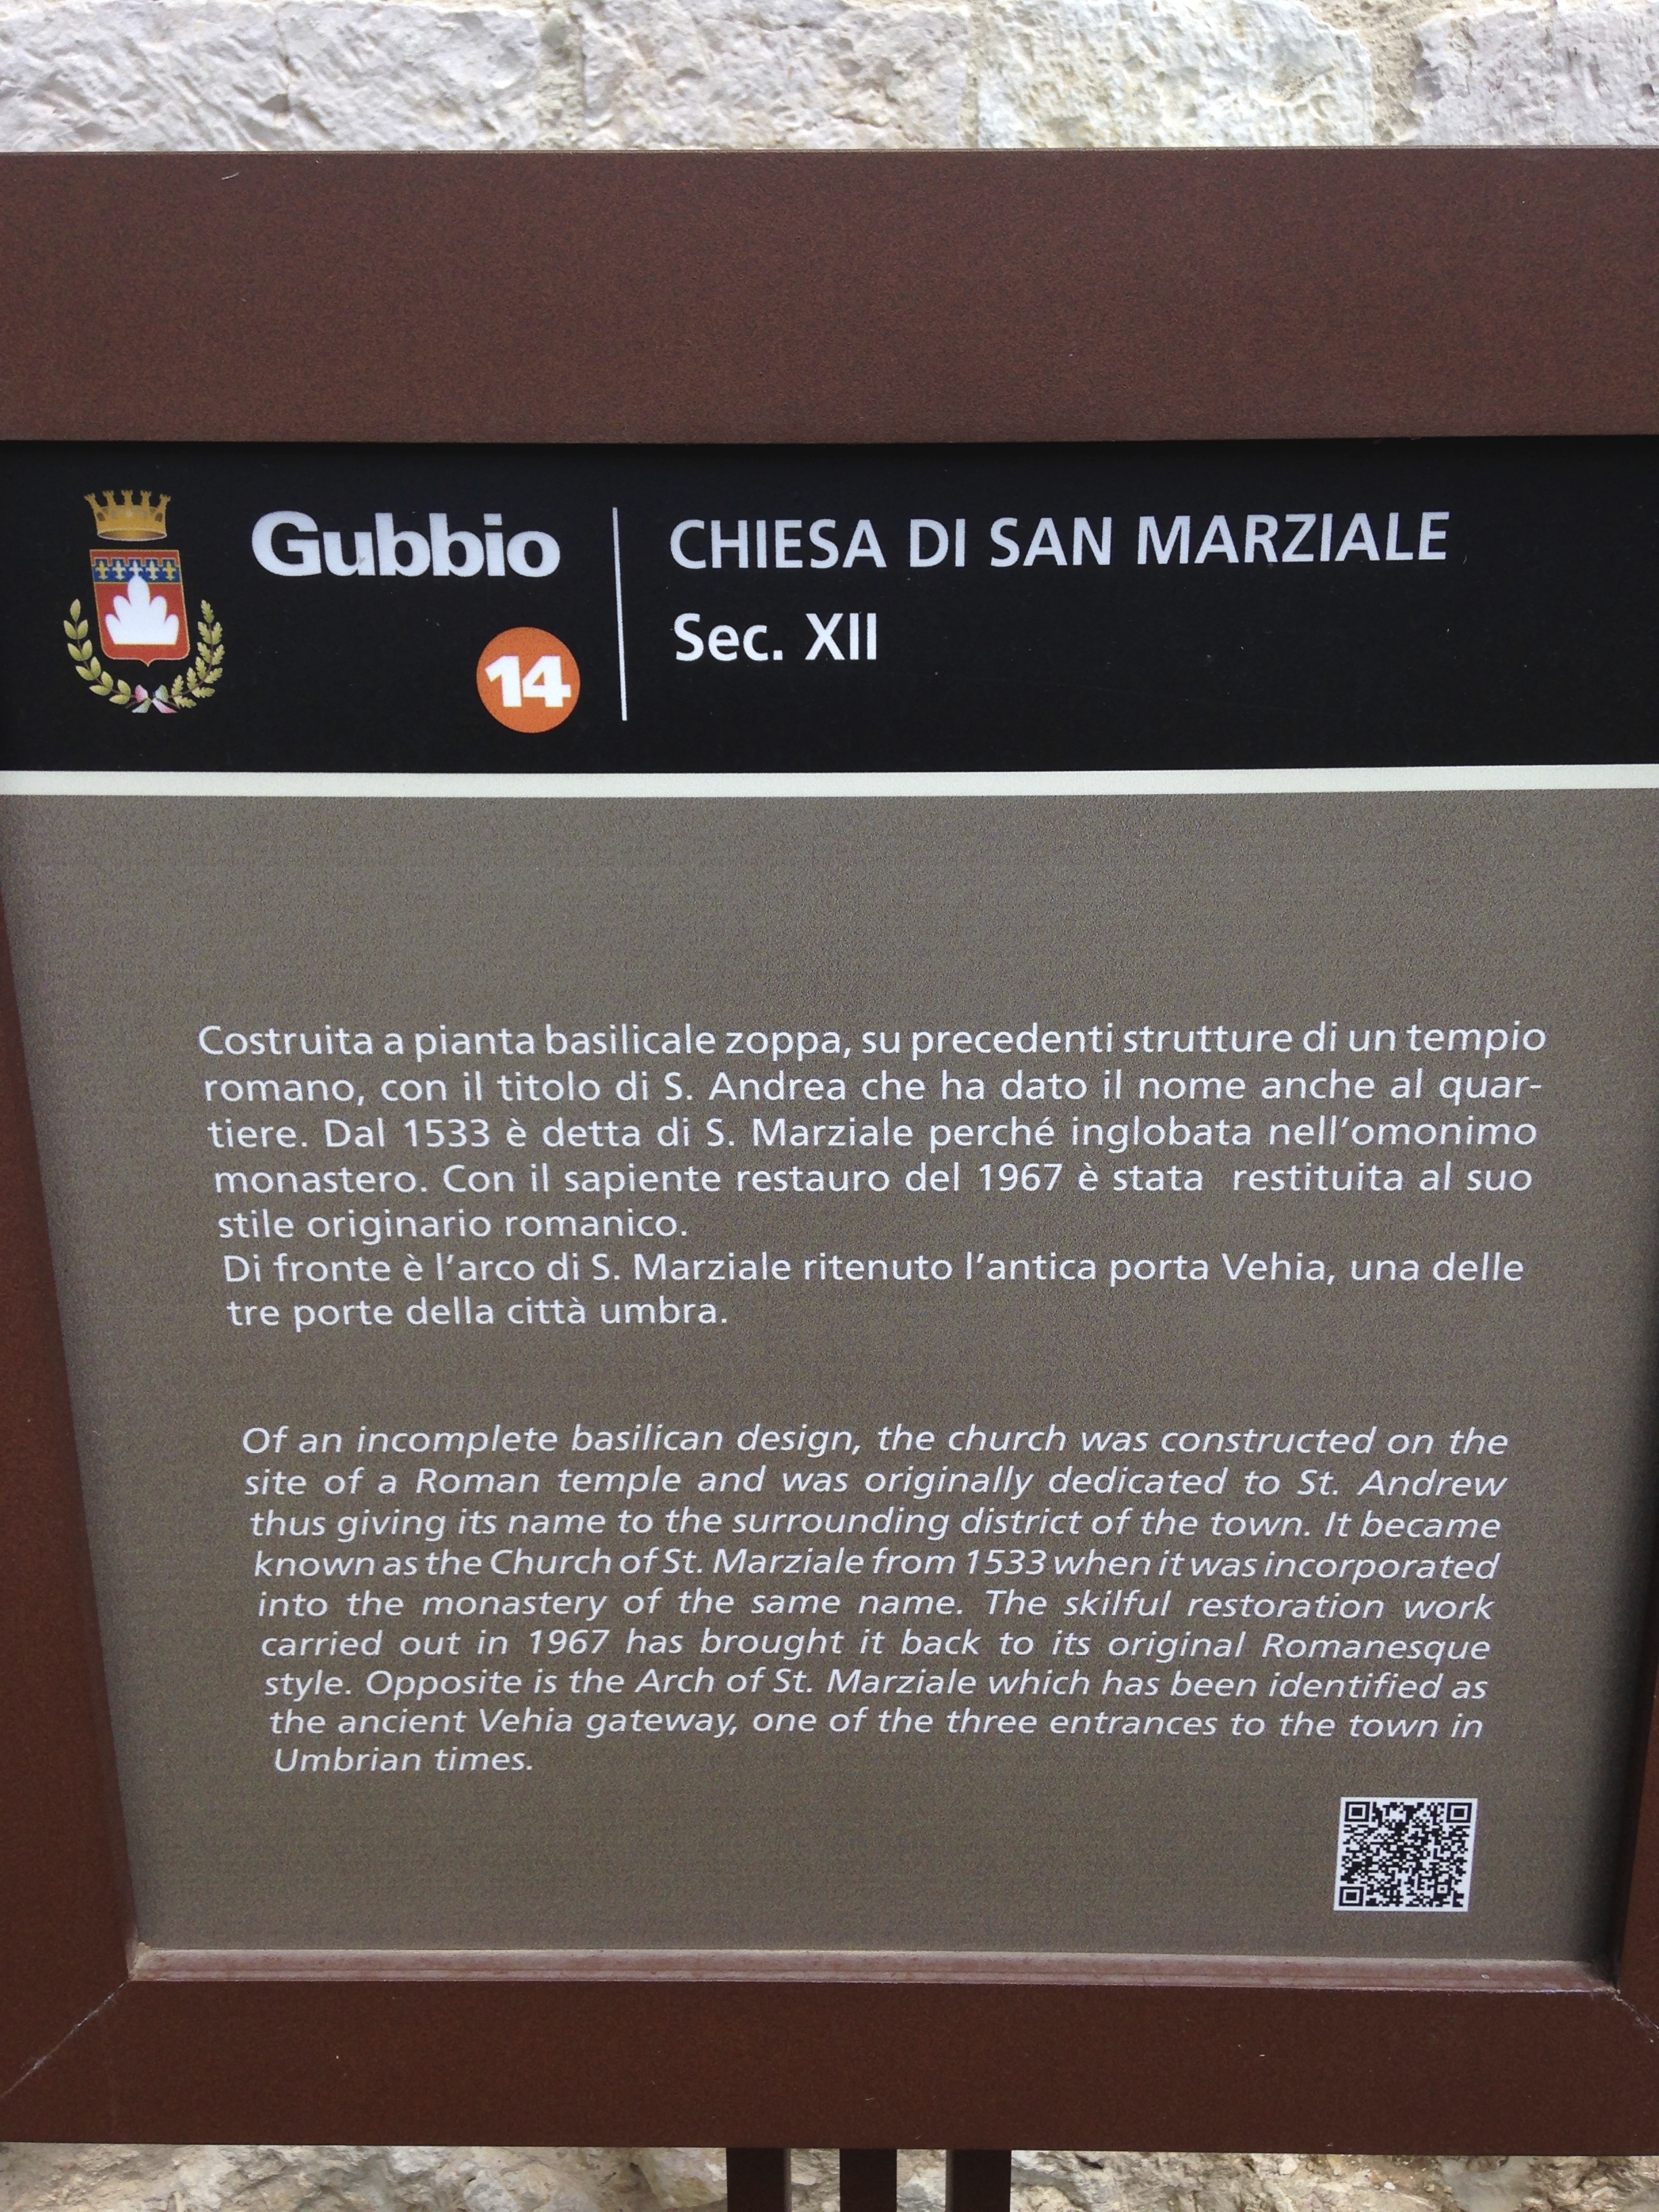 Gubbio
14
CHIESA DI SAN MARZIALE
Sec. XII
Costruita a pianta basilicale zoppa, su precedenti strutture di un tempio
romano, con il titolo di S. Andrea che ha dato il nome anche al quar-
tiere. Dal 1533 è detta di S. Marziale perché inglobata nell'omonimo
monastero. Con il sapiente restauro del 1967 è stata restituita al suo
stile originario romanico.
Di fronte è l'arco di S. Marziale ritenuto l'antica porta Vehia, una delle
tre porte della città umbra.
Of an incomplete basilican design, the church was constructed on the
site of a Roman temple and was originally dedicated to St. Andrew
thus giving its name to the surrounding district of the town. It became
known as the Church of St. Marziale from 1533 when it was incorporated
into the monastery of the same name. The skilful restoration work
carried out in 1967 has brought it back to its original Romanesque
style. Opposite is the Arch of St. Marziale which has been identified as
the ancient Vehia gateway, one of the three entrances to the town in
Umbrian times.